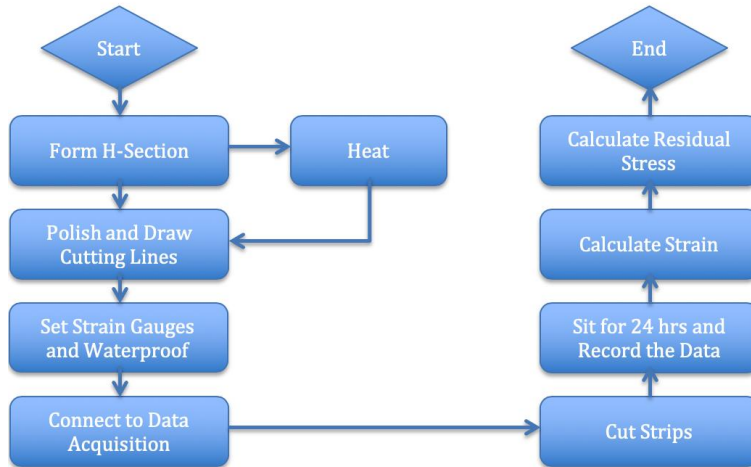 Start
Form H-Section
Heat
Polish and Draw
Cutting Lines
Set Strain Gauges
and Waterproof
Connect to Data
Acquisition
Cut Strips
Sit for 24 hrs and
Record the Data
Calculate Strain
Calculate Residual
Stress
End